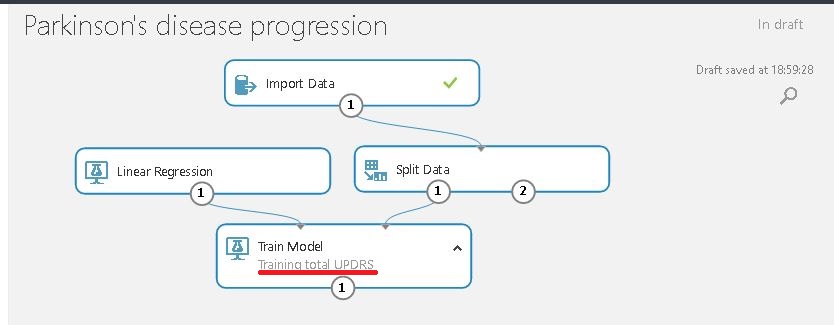 Parkinson's disease progression
In draft
Draft saved at 18:59:28
Import Data
1
Linear Regression
1
Split Data
1
2
Train Model
Training total UPDRS
1